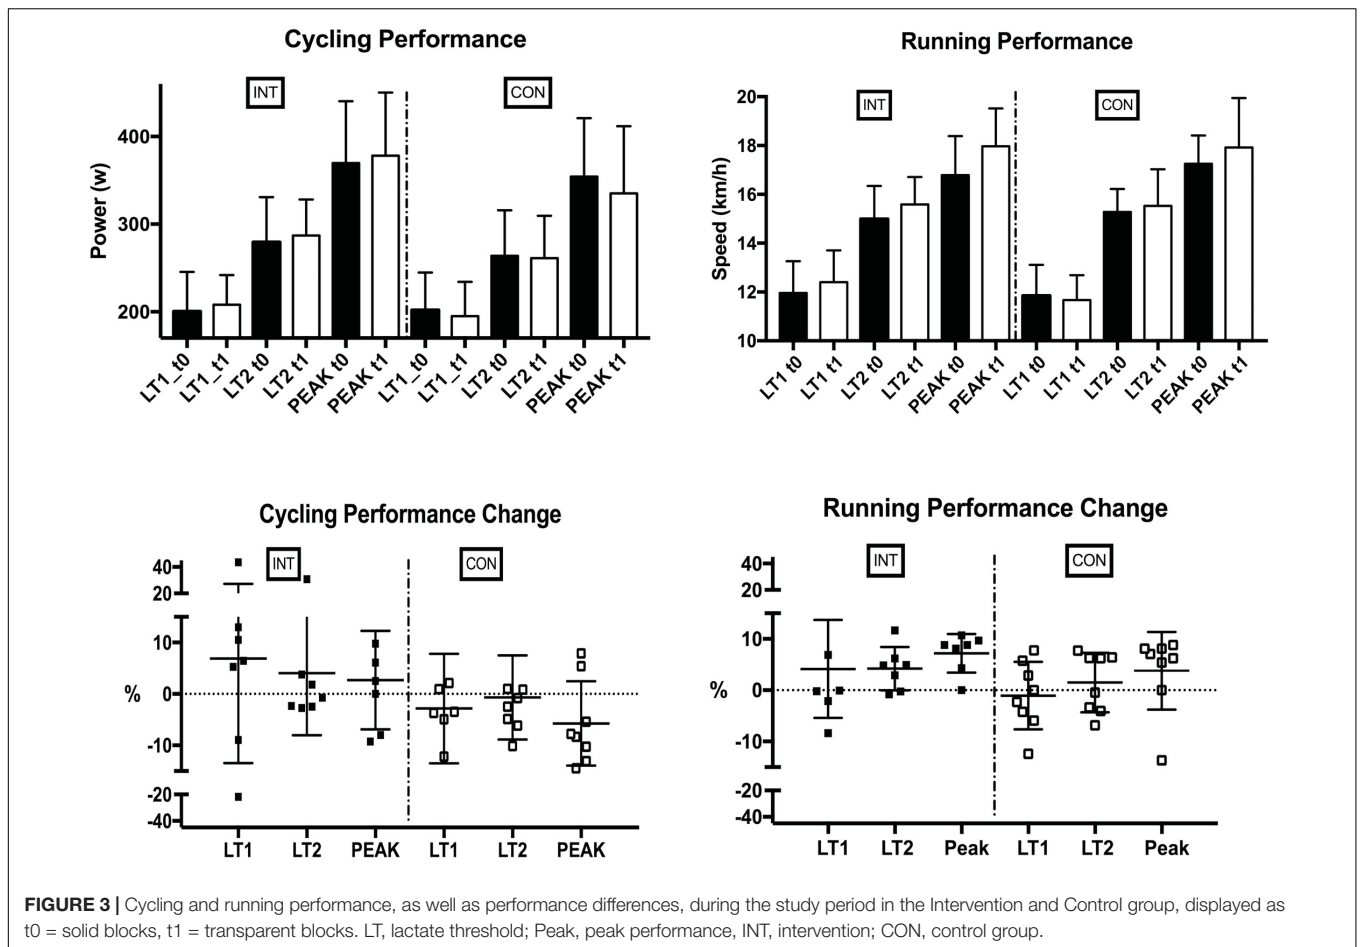 Cycling Performance
INT
CON
Power (w)
400
300
200
LT1_t0
LT1_t1
LT2 t0
LT2 t1
PEAK t0
PEAK t1
LT1_t0
LT1_t1
LT2 t0
LT2 t1
PEAK t0
PEAK t1
Running Performance
INT
CON
Speed (km/h)
20
18
16
14
12
10
LT1 t0
LT1 t1
LT2 t0
LT2 t1
PEAK t0
PEAK t1
LT1 t0
LT1 t1
LT2 t0
LT2 t1
PEAK t0
PEAK t1
Cycling Performance Change
INT
CON
%
40
20
10
0
-10
-20
-40
LT1
LT2
PEAK
LT1
LT2
PEAK
Running Performance Change
INT
CON
%
40
20
10
0
-10
-20
-40
LT1
LT2
Peak
LT1
LT2
Peak
FIGURE 3 | Cycling and running performance, as well as performance differences, during the study period in the Intervention and Control group, displayed as
t0 = solid blocks, t1 = transparent blocks. LT, lactate threshold; Peak, peak performance, INT, intervention; CON, control group.